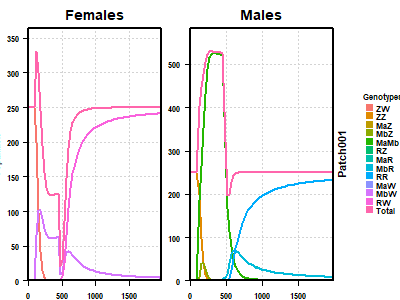 Females Males
350
300
250
200
150
100
50
0
0 500 1000 1500
500
400
300
200
100
0
0 500 1000 1500
Patch001
Genotype
ZW
ZZ
MaZ
MbZ
MaMb
RZ
MaR
MbR
RR
MaW
MbW
RW
Total